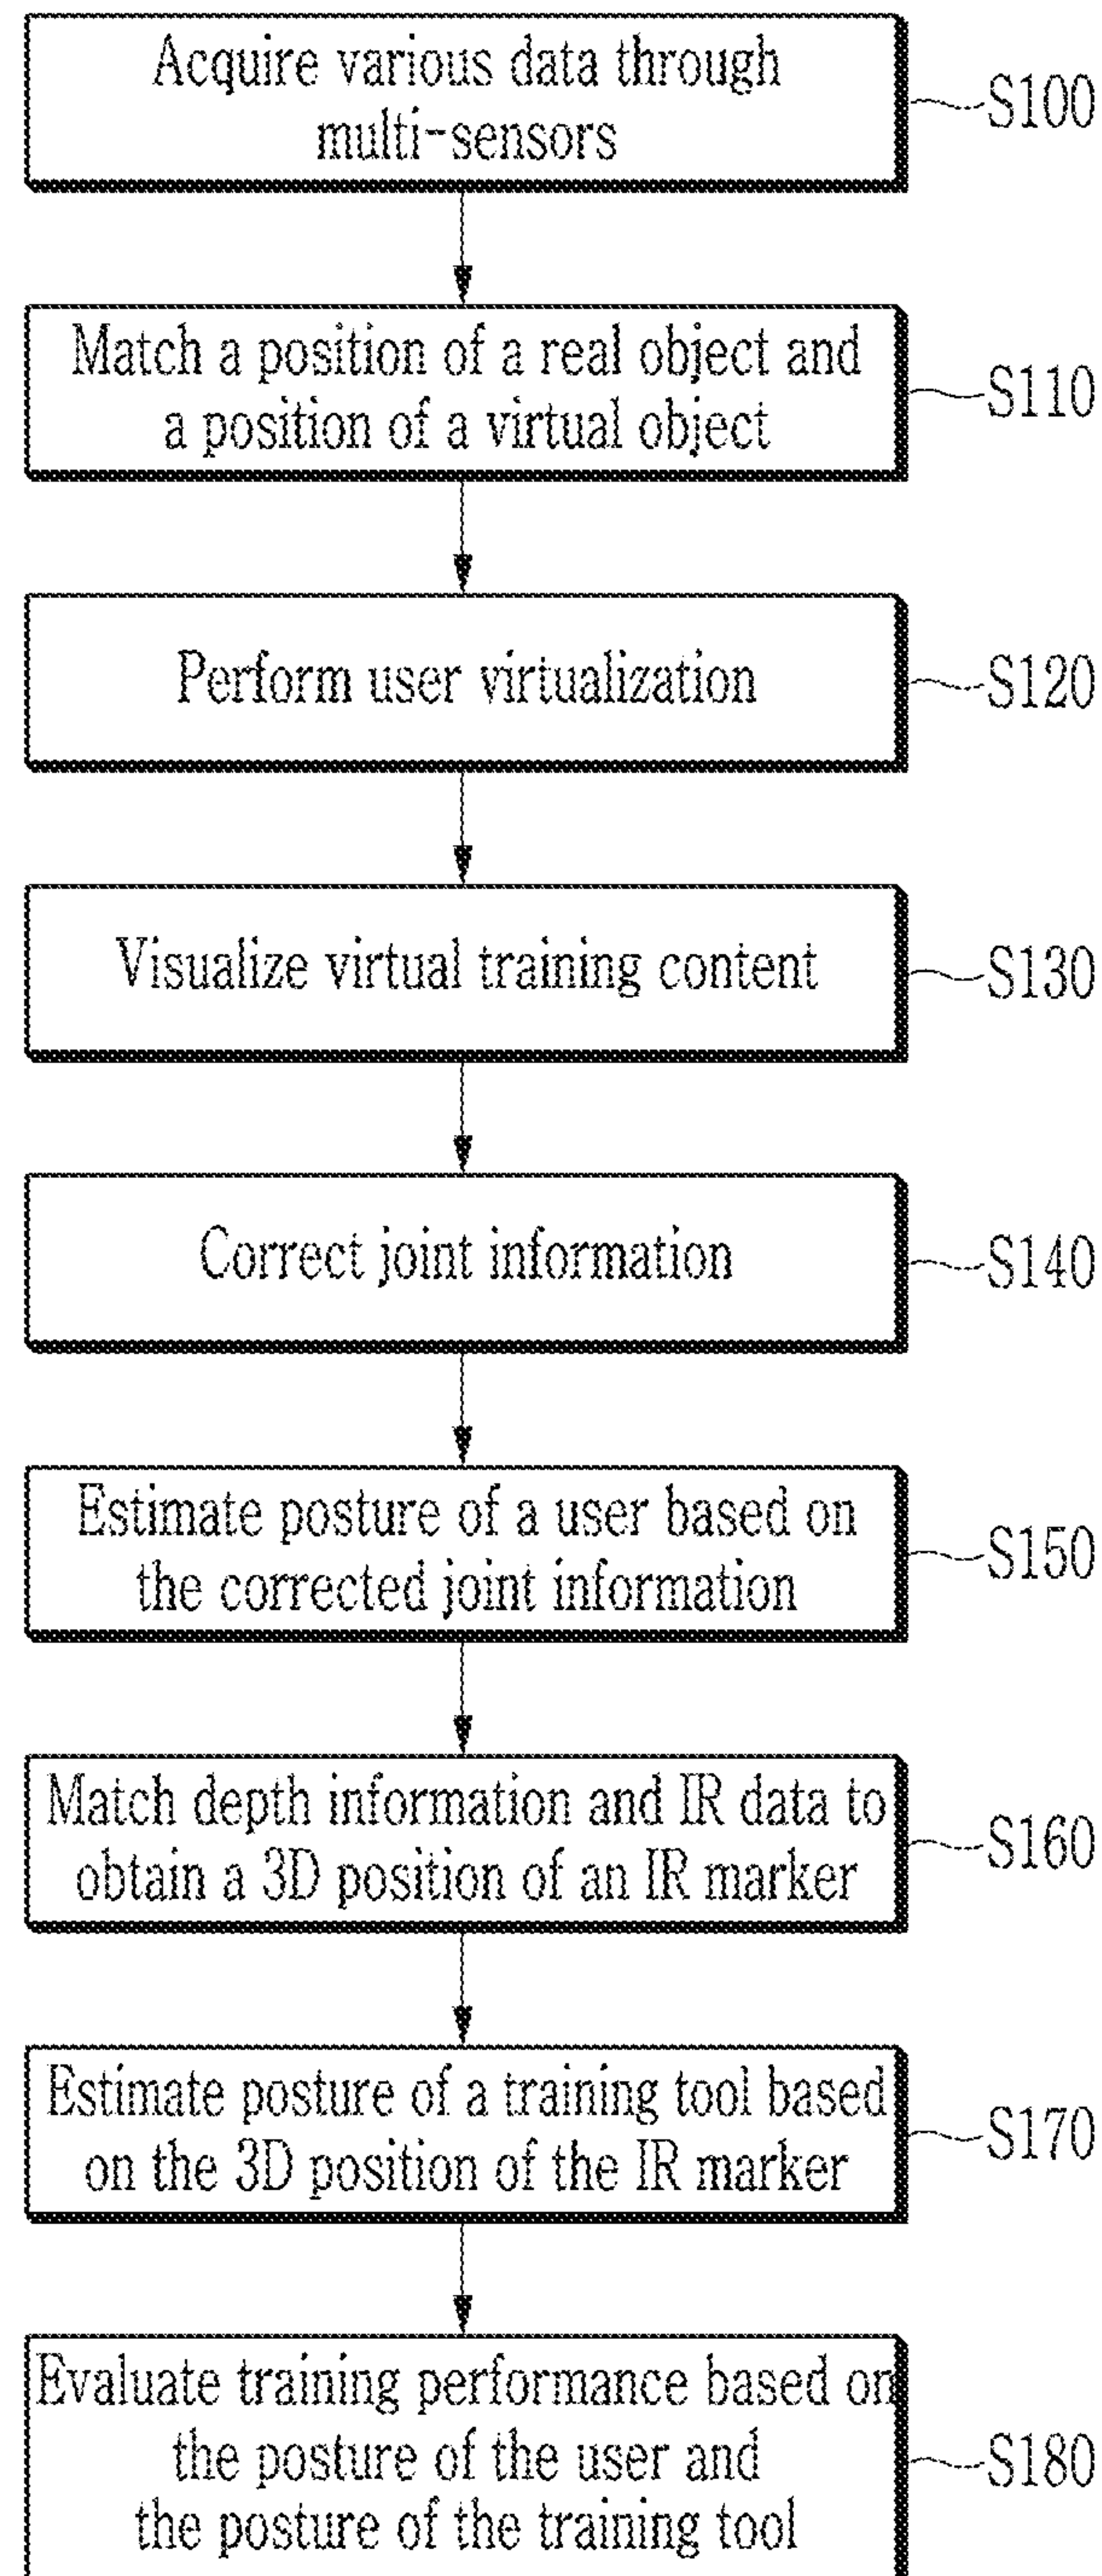 Acquire various data through
multi-sensors
S100
Match a position of a real object and
a position of a virtual object
S110
Perform user virtualization
S120
Visualize virtual training content
S130
Correct joint information
S140
Estimate posture of a user based on
the corrected joint information
S150
Match depth information and IR data to
obtain a 3D position of an IR marker
S160
Estimate posture of a training tool based
on the 3D position of the IR marker
S170
Evaluate training performance based on
the posture of the user and
the posture of the training tool
S180